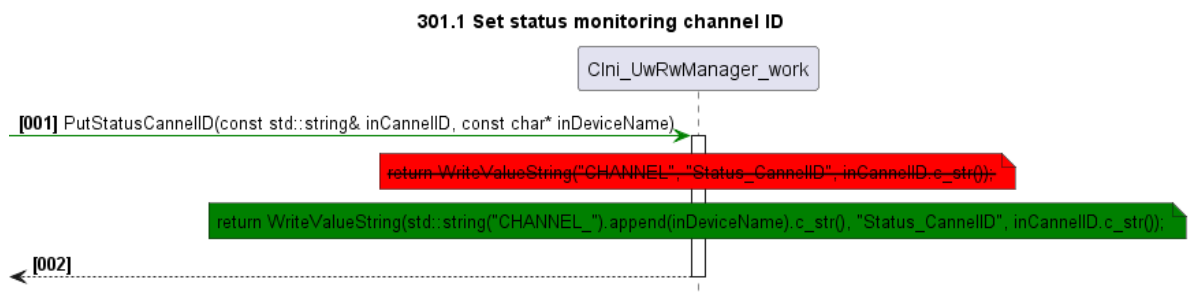 301.1 Set status monitoring channel ID
CIni_UwRwManager_work
[001] PutStatusCannelID(const std::string& inCannelID, const char* inDeviceName)
return WriteValueString("CHANNEL", "Status_CannelID", inCannelID.c_str());
return WriteValueString(std::string("CHANNEL_").append(inDeviceName).c_str(), "Status_CannelID", inCannelID.c_str());
[002]